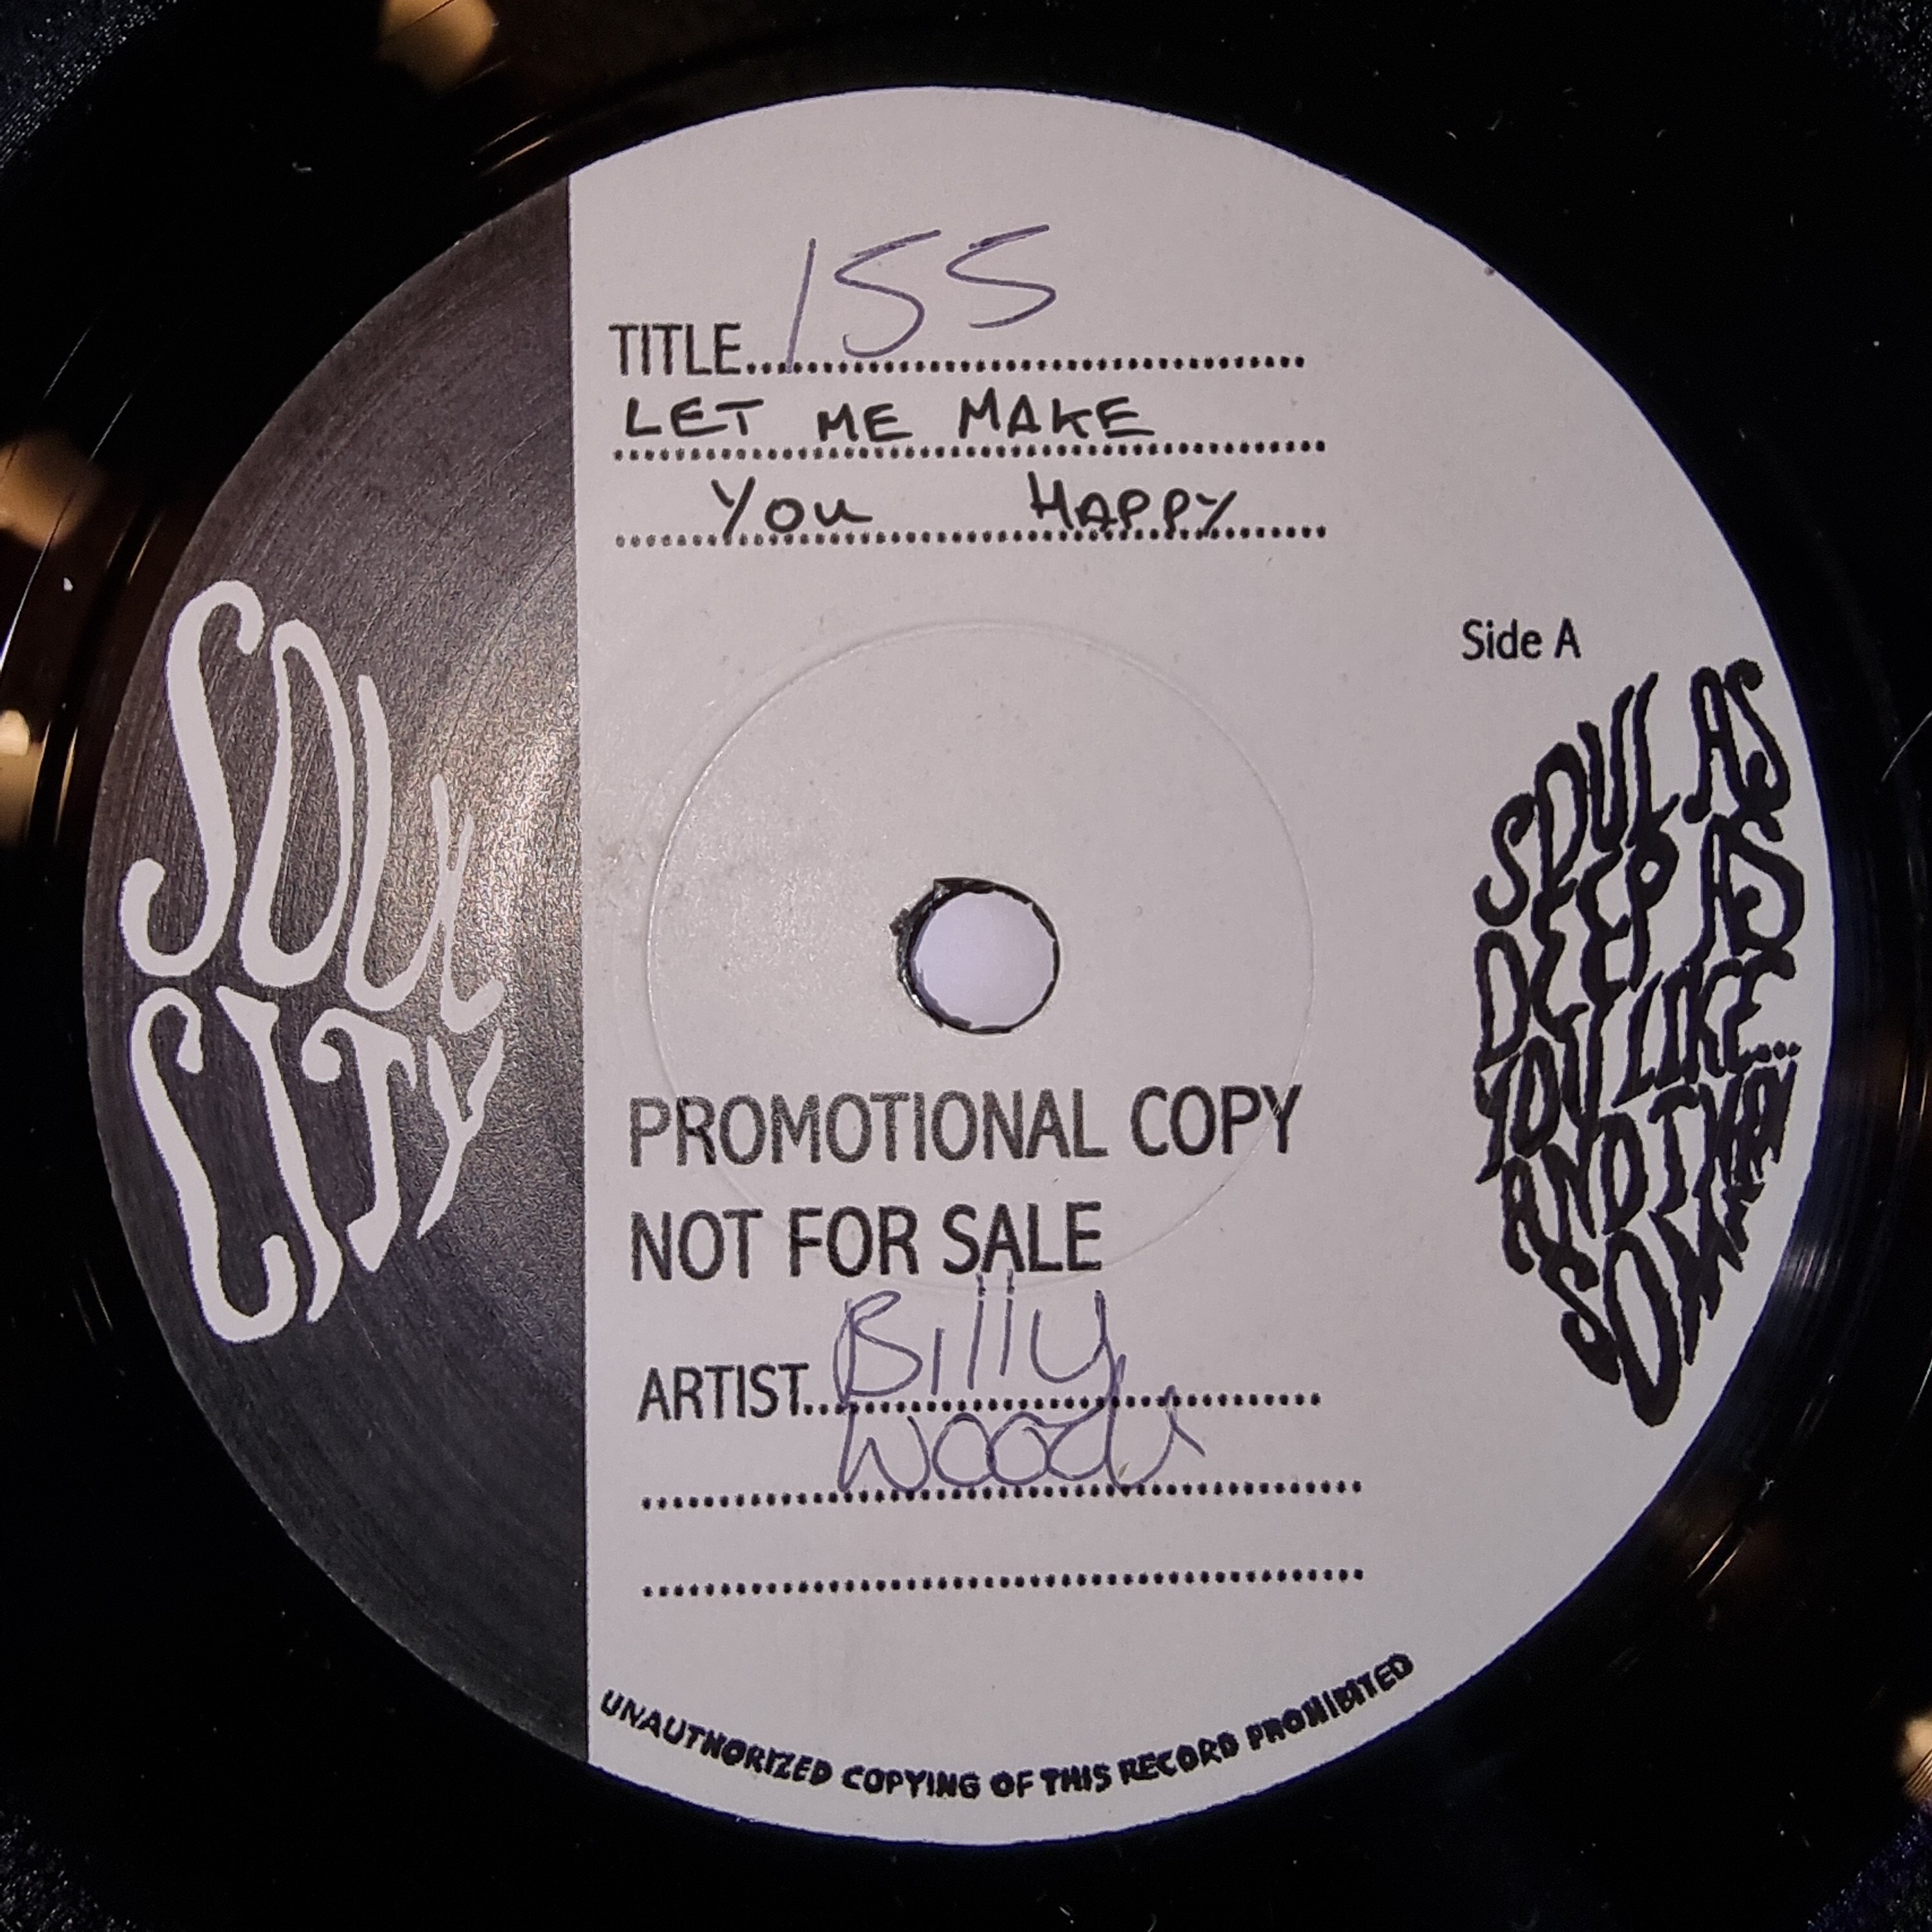 SOUL
CITY
TITLE......155......
LET ME MAKE
You HAPPY
Side A
SOUL AS
DEEP AS
YOU LIKE...
AND THEN
SOME
PROMOTIONAL COPY
NOT FOR SALE
ARTIST......Billy......
Woods
UNAUTHORIZED COPYING OF THIS RECORD PROHIBITED